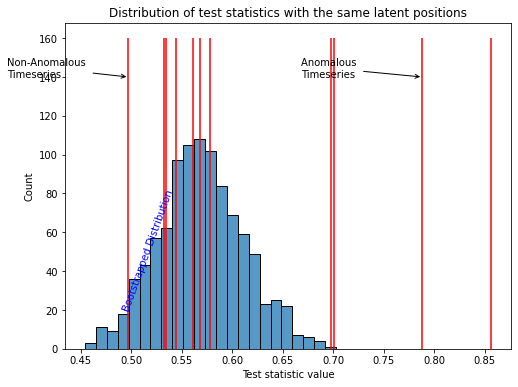 Distribution of test statistics with the same latent positions
160
Non-Anomalous
Timeseries
Anomalous
Timeseries
140
120
100
80
60
40
20
0
Count
Bootstrapped Distribution
0.45 0.50 0.55 0.60 0.65 0.70 0.75 0.80 0.85
Test statistic value